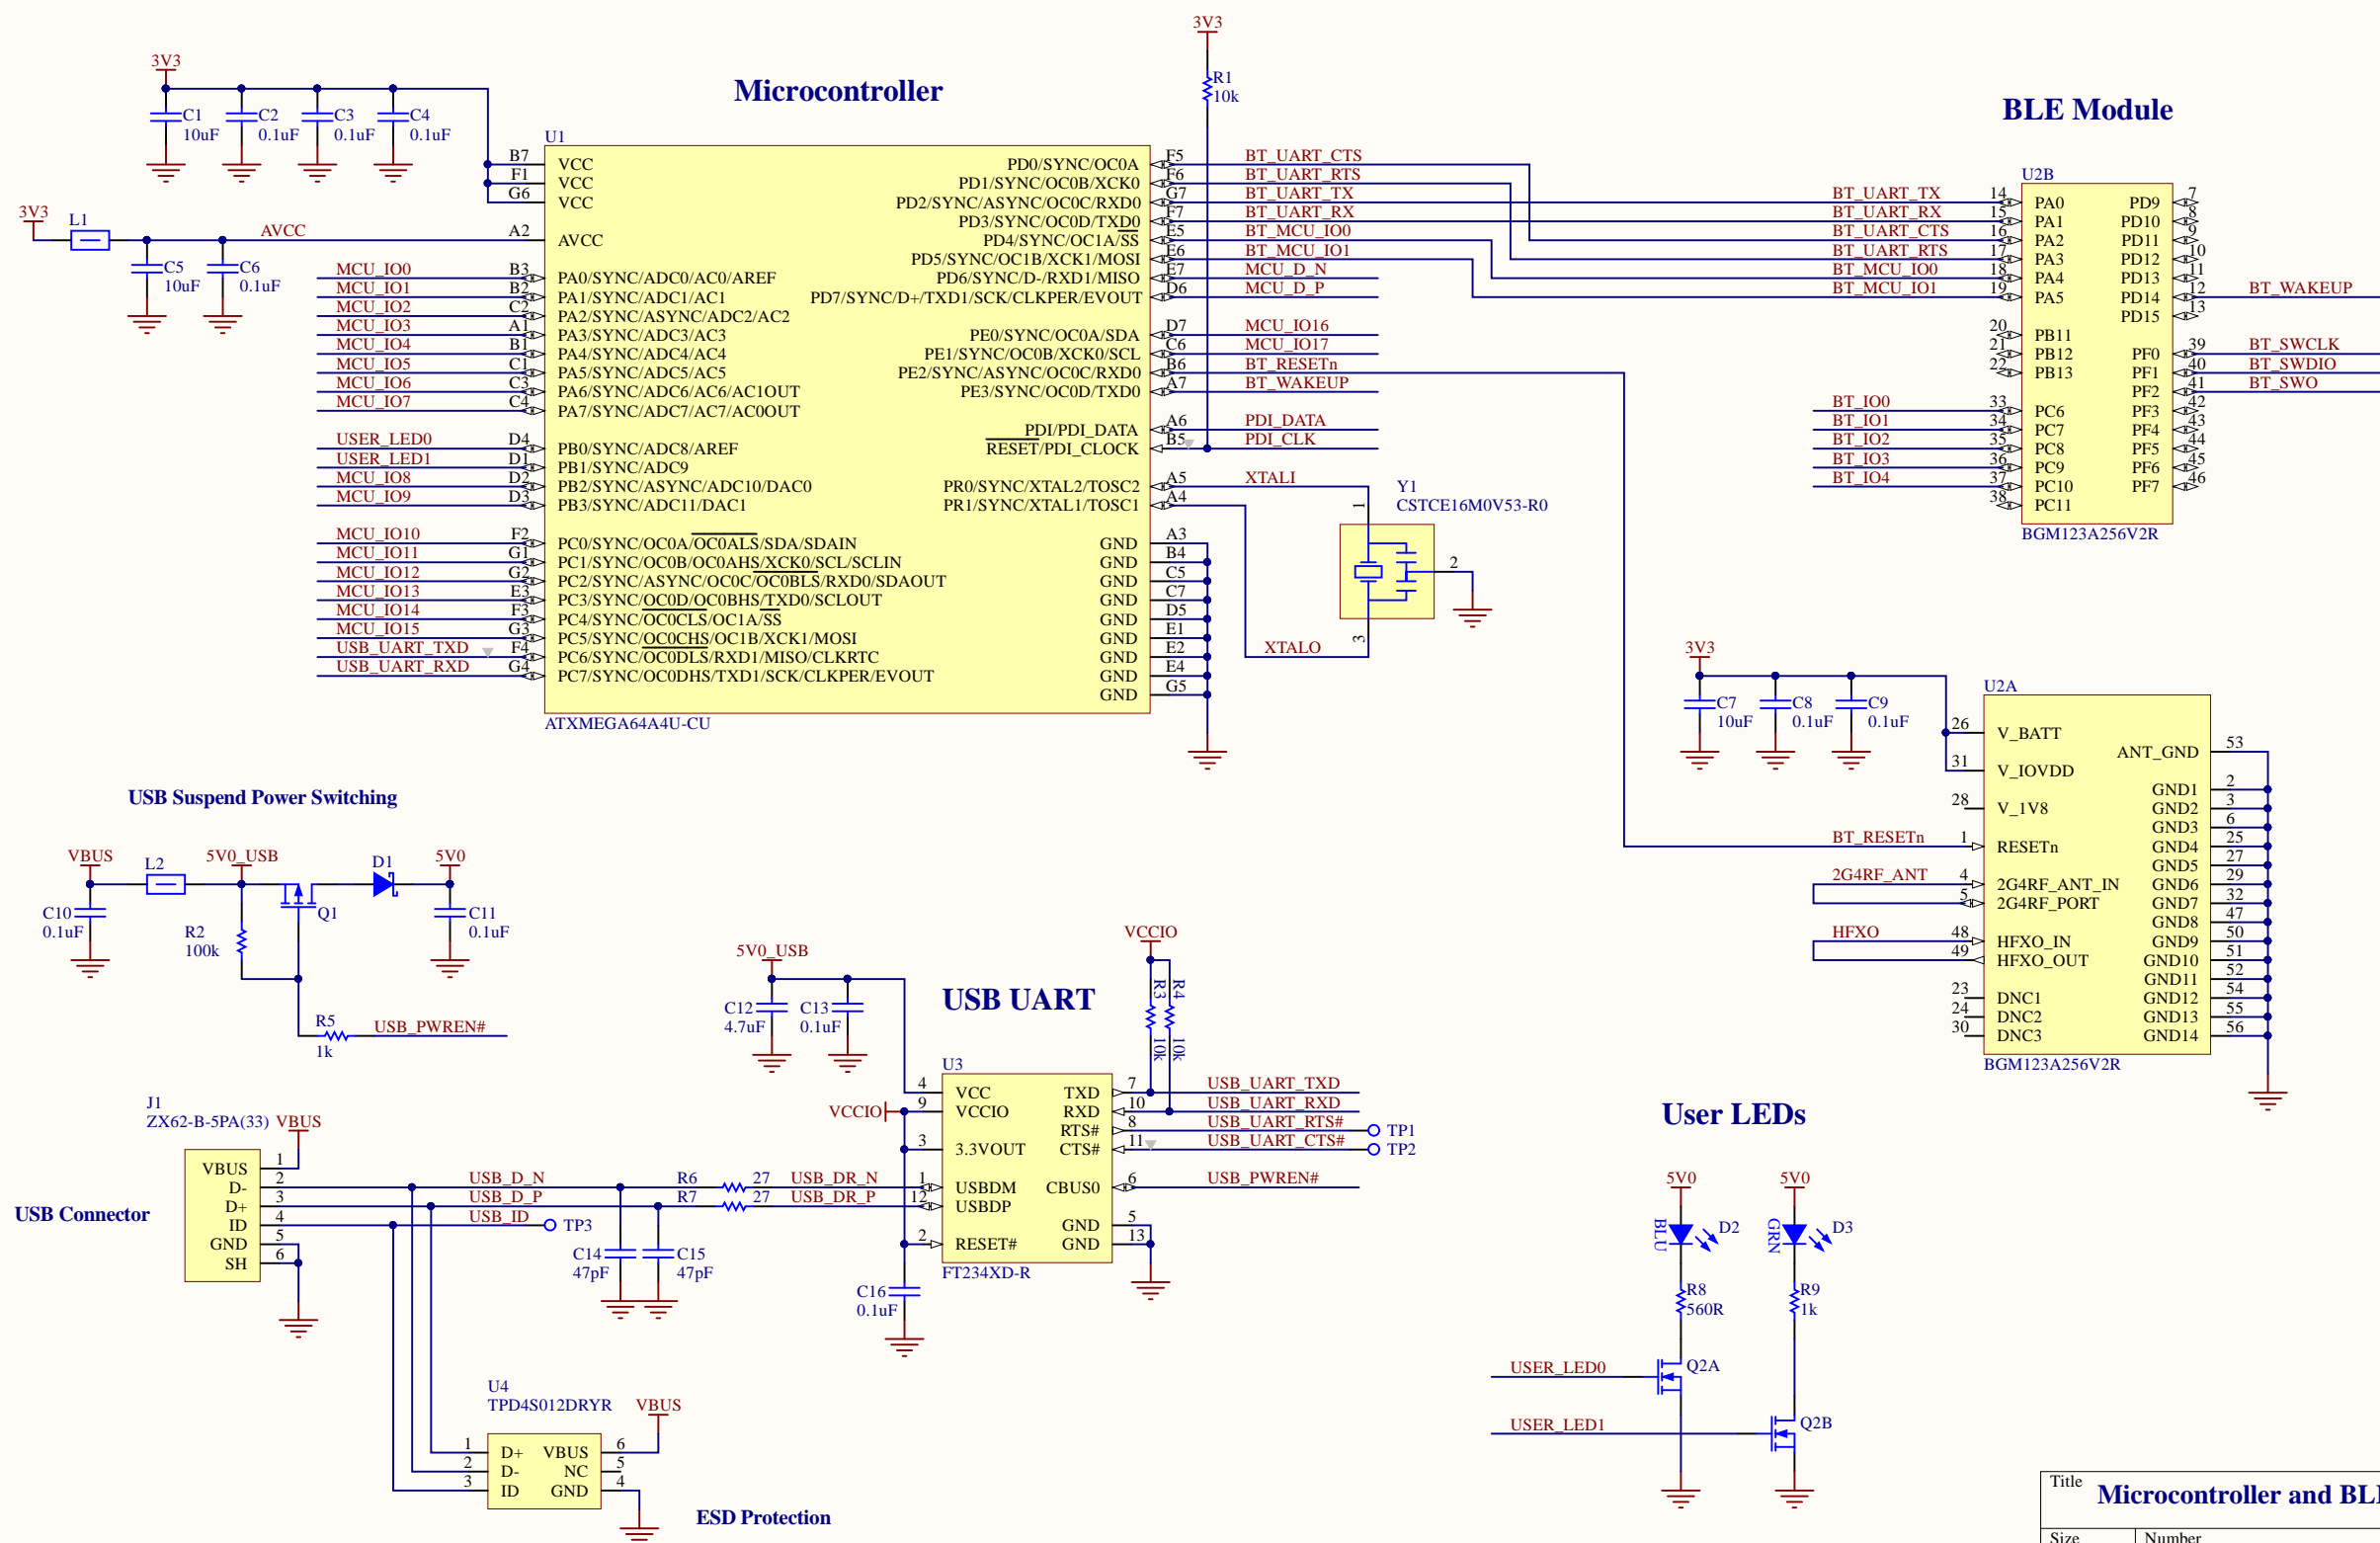 Microcontroller
3V3
C1
10uF
C2
0.1uF
C3
0.1uF
C4
0.1uF
3V3
L1
AVCC
C5
10uF
C6
0.1uF
3V3
R1
10k
U1
B7 VCC
F1 VCC
G6 VCC
A2 AVCC
MCU_IO0 B3 PA0/SYNC/ADC0/AC0/AREF
MCU_IO1 B2 PA1/SYNC/ADC1/AC1
MCU_IO2 C2 PA2/SYNC/ASYNC/ADC2/AC2
MCU_IO3 A1 PA3/SYNC/ADC3/AC3
MCU_IO4 B1 PA4/SYNC/ADC4/AC4
MCU_IO5 C1 PA5/SYNC/ADC5/AC5
MCU_IO6 C3 PA6/SYNC/ADC6/AC6/AC1OUT
MCU_IO7 C4 PA7/SYNC/ADC7/AC7/AC0OUT
USER_LED0 D4 PB0/SYNC/ADC8/AREF
USER_LED1 D1 PB1/SYNC/ADC9
MCU_IO8 D2 PB2/SYNC/ASYNC/ADC10/DAC0
MCU_IO9 D3 PB3/SYNC/ADC11/DAC1
MCU_IO10 F2 PC0/SYNC/OC0A/OC0ALS/SDA/SDAIN
MCU_IO11 G1 PC1/SYNC/OC0B/OC0AHS/XCK0/SCL/SCLIN
MCU_IO12 G2 PC2/SYNC/ASYNC/OC0C/OC0BLS/RXD0/SDAOUT
MCU_IO13 E3 PC3/SYNC/OC0D/OC0BHS/TXD0/SCLOUT
MCU_IO14 F3 PC4/SYNC/OC0CLS/OC1A/SS
MCU_IO15 G3 PC5/SYNC/OC0CHS/OC1B/XCK1/MOSI
USB_UART_TXD F4 PC6/SYNC/OC0DLS/RXD1/MISO/CLKRTC
USB_UART_RXD G4 PC7/SYNC/OC0DHS/TXD1/SCK/CLKPER/EVOUT
PD0/SYNC/OC0A F5 BT_UART_CTS
PD1/SYNC/OC0B/XCK0 F6 BT_UART_RTS
PD2/SYNC/ASYNC/OC0C/RXD0 G7 BT_UART_TX
PD3/SYNC/OC0D/TXD0 F7 BT_UART_RX
PD4/SYNC/OC1A/SS E5 BT_MCU_IO0
PD5/SYNC/OC1B/XCK1/MOSI E6 BT_MCU_IO1
PD6/SYNC/D-/RXD1/MISO E7 MCU_D_N
PD7/SYNC/D+/TXD1/SCK/CLKPER/EVOUT D6 MCU_D_P
PE0/SYNC/OC0A/SDA D7 MCU_IO16
PE1/SYNC/OC0B/XCK0/SCL C6 MCU_IO17
PE2/SYNC/ASYNC/OC0C/RXD0 B6 BT_RESETn
PE3/SYNC/OC0D/TXD0 A7 BT_WAKEUP
PDI/PDI_DATA A6 PDI_DATA
RESET/PDI_CLOCK B5 PDI_CLK
PR0/SYNC/XTAL2/TOSC2 A5 XTALI
PR1/SYNC/XTAL1/TOSC1 A4
GND A3
GND B4
GND C5
GND C7
GND D5
GND E1
GND E2
GND E4
GND G5
ATXMEGA64A4U-CU
Y1
CSTCE16M0V53-R0
1
2
3
XTALO
BLE Module
U2B
BT_UART_TX 14 PA0
BT_UART_RX 15 PA1
BT_UART_CTS 16 PA2
BT_UART_RTS 17 PA3
BT_MCU_IO0 18 PA4
BT_MCU_IO1 19 PA5
20 PB11
21 PB12
22 PB13
BT_IO0 33 PC6
BT_IO1 34 PC7
BT_IO2 35 PC8
BT_IO3 36 PC9
BT_IO4 37 PC10
38 PC11
PD9 7
PD10 8
PD11 9
PD12 10
PD13 11
PD14 12 BT_WAKEUP
PD15 13
PF0 39 BT_SWCLK
PF1 40 BT_SWDIO
PF2 41 BT_SWO
PF3 42
PF4 43
PF5 44
PF6 45
PF7 46
BGM123A256V2R
3V3
C7
10uF
C8
0.1uF
C9
0.1uF
U2A
26 V_BATT
31 V_IOVDD
28 V_1V8
BT_RESETn 1 RESETn
2G4RF_ANT 4 2G4RF_ANT_IN
5 2G4RF_PORT
HFXO 48 HFXO_IN
49 HFXO_OUT
23 DNC1
24 DNC2
30 DNC3
ANT_GND 53
GND1 2
GND2 3
GND3 6
GND4 25
GND5 27
GND6 29
GND7 32
GND8 47
GND9 50
GND10 51
GND11 52
GND12 54
GND13 55
GND14 56
BGM123A256V2R
USB Suspend Power Switching
VBUS
L2
5V0_USB
D1
5V0
C10
0.1uF
R2
100k
Q1
C11
0.1uF
R5
1k
USB_PWREN#
USB UART
5V0_USB
C12
4.7uF
C13
0.1uF
VCCIO
R3
10k
R4
10k
U3
4 VCC
VCCIO 9 VCCIO
3 3.3VOUT
1 USBDM
12 USBDP
2 RESET#
TXD 7 USB_UART_TXD
RXD 10 USB_UART_RXD
RTS# 8 USB_UART_RTS# TP1
CTS# 11 USB_UART_CTS# TP2
CBUS0 6 USB_PWREN#
GND 5
GND 13
FT234XD-R
C16
0.1uF
USB Connector
J1
ZX62-B-5PA(33)
VBUS
VBUS 1
D- 2 USB_D_N R6 27 USB_DR_N
D+ 3 USB_D_P R7 27 USB_DR_P
ID 4 USB_ID TP3
GND 5
SH 6
C14
47pF
C15
47pF
U4
TPD4S012DRYR
VBUS
1 D+ VBUS 6
2 D- NC 5
3 ID GND 4
ESD Protection
User LEDs
5V0
5V0
BLU
D2
GRN
D3
R8
560R
R9
1k
USER_LED0
Q2A
USER_LED1
Q2B
Title
Microcontroller and BL
Size
Number